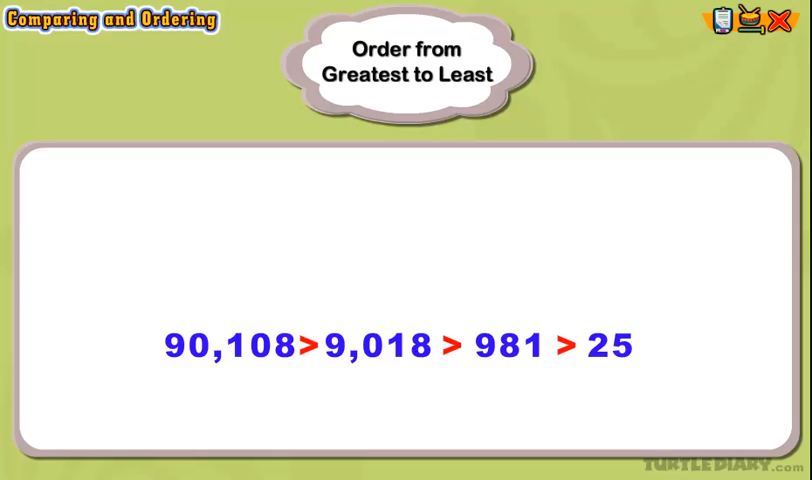 Comparing and Ordering
Order from
Greatest to Least
90,108>9,018 > 981 > 25
TURTLEDIARY.com